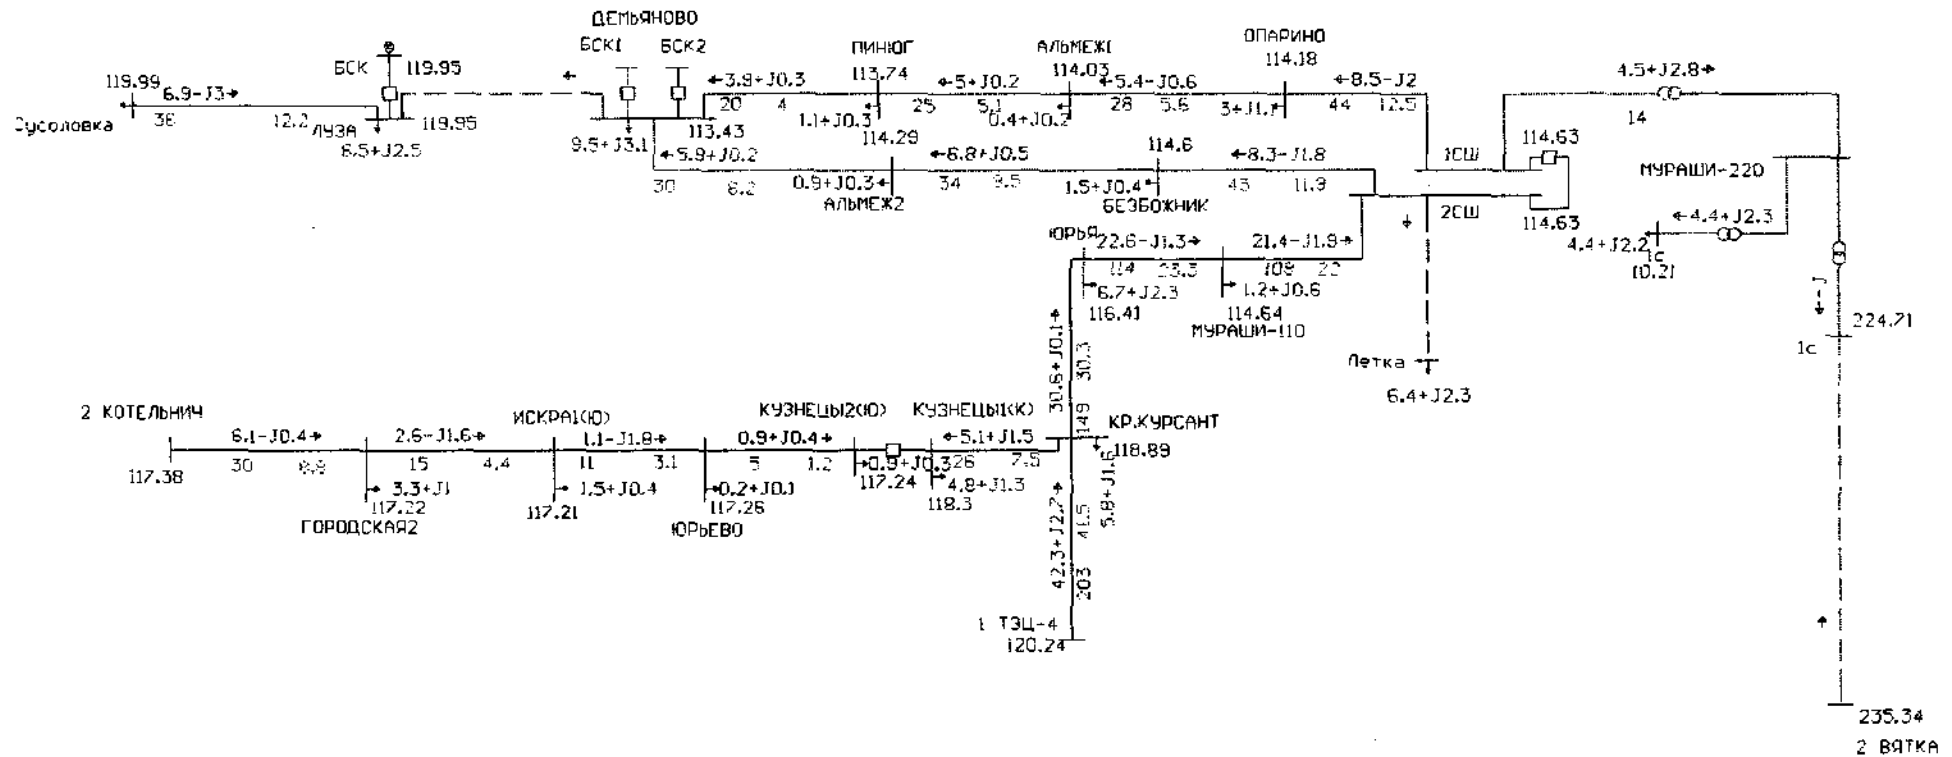 ДЕМЬЯНОВО
БСК1 БСК2
БСК
119.95
119.99
6.9-J3
36 12.2
Сусоловка
ЛУЗА
119.95
6.5+J2.5
9.5+J3.1
113.43
3.9+J0.3
20 4
ПИНЮГ
113.74
1.1+J0.3
5+J0.2
25 5.1
АЛЬМЕЖ1
114.03
0.4+J0.2
5.4-J0.6
28 5.6
ОПАРИНО
114.18
3+J1.7
8.5-J2
44 12.5
4.5+J2.8
14
5.9+J0.2
30 6.2
114.29
0.9+J0.3
АЛЬМЕЖ2
6.8+J0.5
34 9.5
114.6
1.5+J0.4
БЕЗБОЖНИК
8.3-J1.8
43 11.9
1СШ
114.63
2СШ
114.63
МУРАШИ-220
4.4+J2.3
4.4+J2.2
1с
10.21
ЮРЬЯ
22.6-J1.3
114 23.3
6.7+J2.3
116.41
21.4-J1.9
108 22
1.2+J0.6
114.64
МУРАШИ-110
Летка
6.4+J2.3
-J
224.71
1с
30.6+J0.1
149 30.3
2 КОТЕЛЬНИЧ
117.38
6.1-J0.4
30 8.8
3.3+J1
117.22
ГОРОДСКАЯ2
2.6-J1.6
15 4.4
ИСКРА1(Ю)
1.5+J0.4
117.21
1.1-J1.8
11 3.1
0.2+J0.1
117.26
ЮРЬЕВО
0.9+J0.4
5 1.2
КУЗНЕЦЫ2(Ю)
0.9+J0.3
117.24
КУЗНЕЦЫ1(К)
4.8+J1.3
118.3
5.1+J1.5
26 7.5
КР.КУРСАНТ
118.89
5.8+J1.6
42.3+J2.7
203 41.5
1 ТЭЦ-4
120.24
235.34
2 ВЯТКА